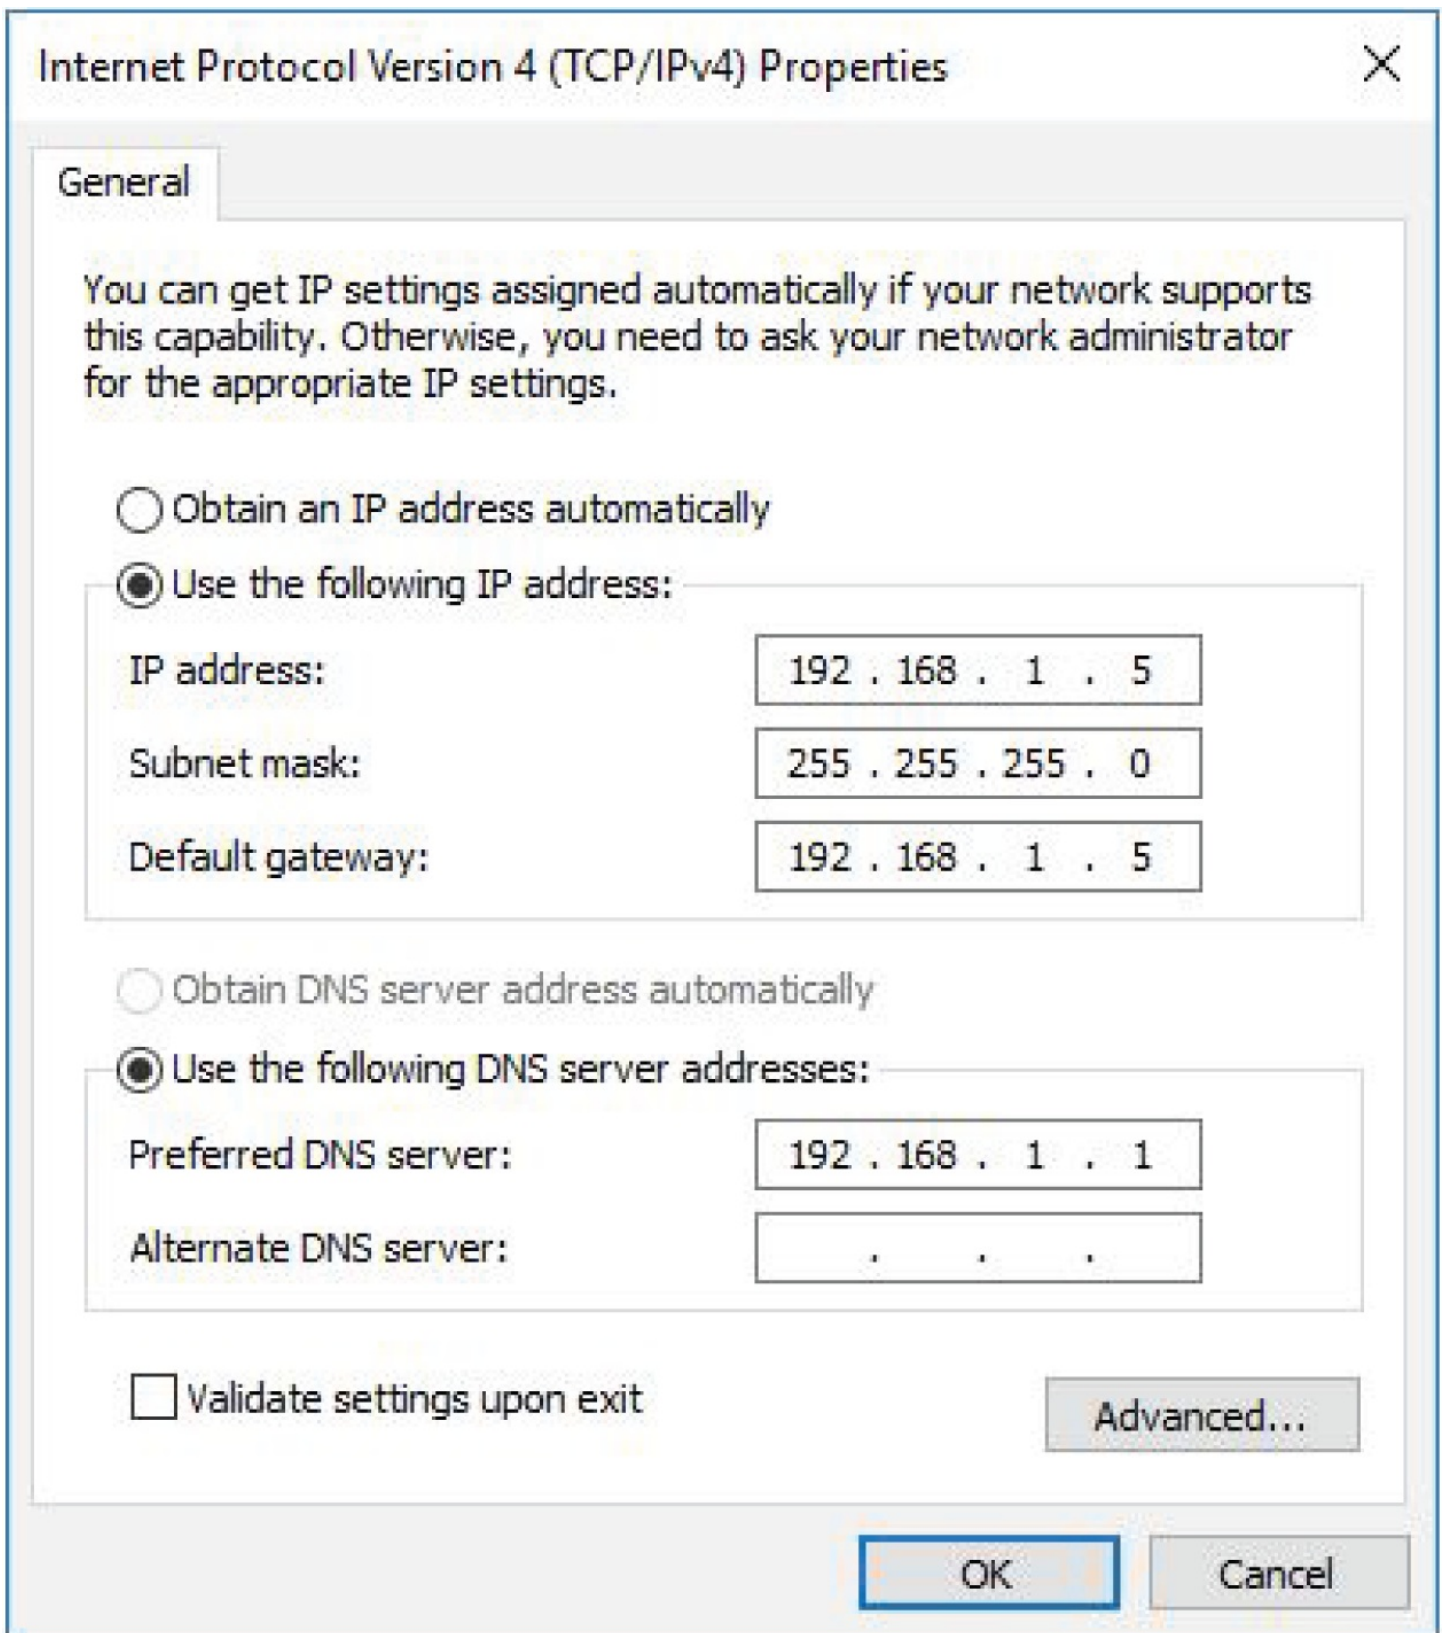 Internet Protocol Version 4 (TCP/IPv4) Properties
General
You can get IP settings assigned automatically if your network supports
this capability. Otherwise, you need to ask your network administrator
for the appropriate IP settings.
Obtain an IP address automatically
Use the following IP address:
IP address: 192 . 168 . 1 . 5
Subnet mask: 255 . 255 . 255 . 0
Default gateway: 192 . 168 . 1 . 5
Obtain DNS server address automatically
Use the following DNS server addresses:
Preferred DNS server: 192 . 168 . 1 . 1
Alternate DNS server: . . .
Validate settings upon exit
Advanced...
OK Cancel